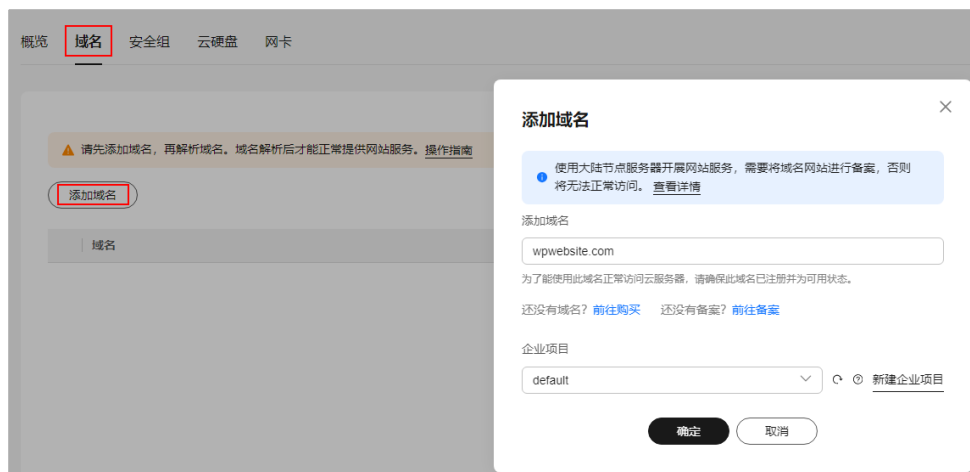 概览 域名 安全组 云硬盘 网卡
请先添加域名，再解析域名。域名解析后才能正常提供网站服务。操作指南
添加域名
域名
添加域名
使用大陆节点服务器开展网站服务，需要将域名网站进行备案，否则
将无法正常访问。 查看详情
添加域名
wpwebsite.com
为了能使用此域名正常访问云服务器，请确保此域名已注册并为可用状态。
还没有域名？前往购买 还没有备案？前往备案
企业项目
default 新建企业项目
确定 取消